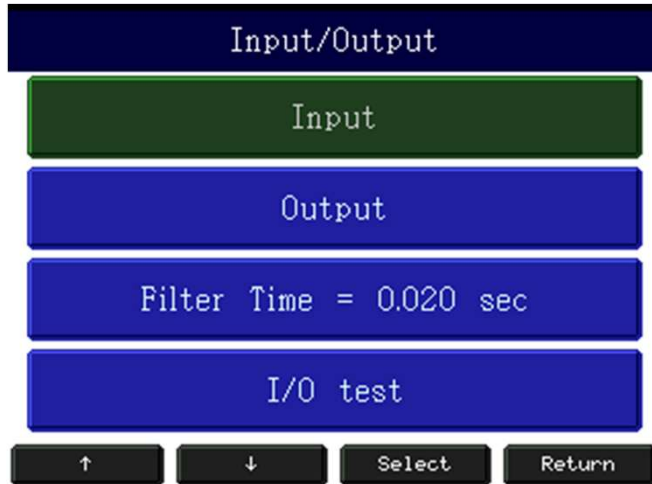 Input/Output
Input
Output
Filter Time = 0.020 sec
I/O test
↑ ↓ Select Return